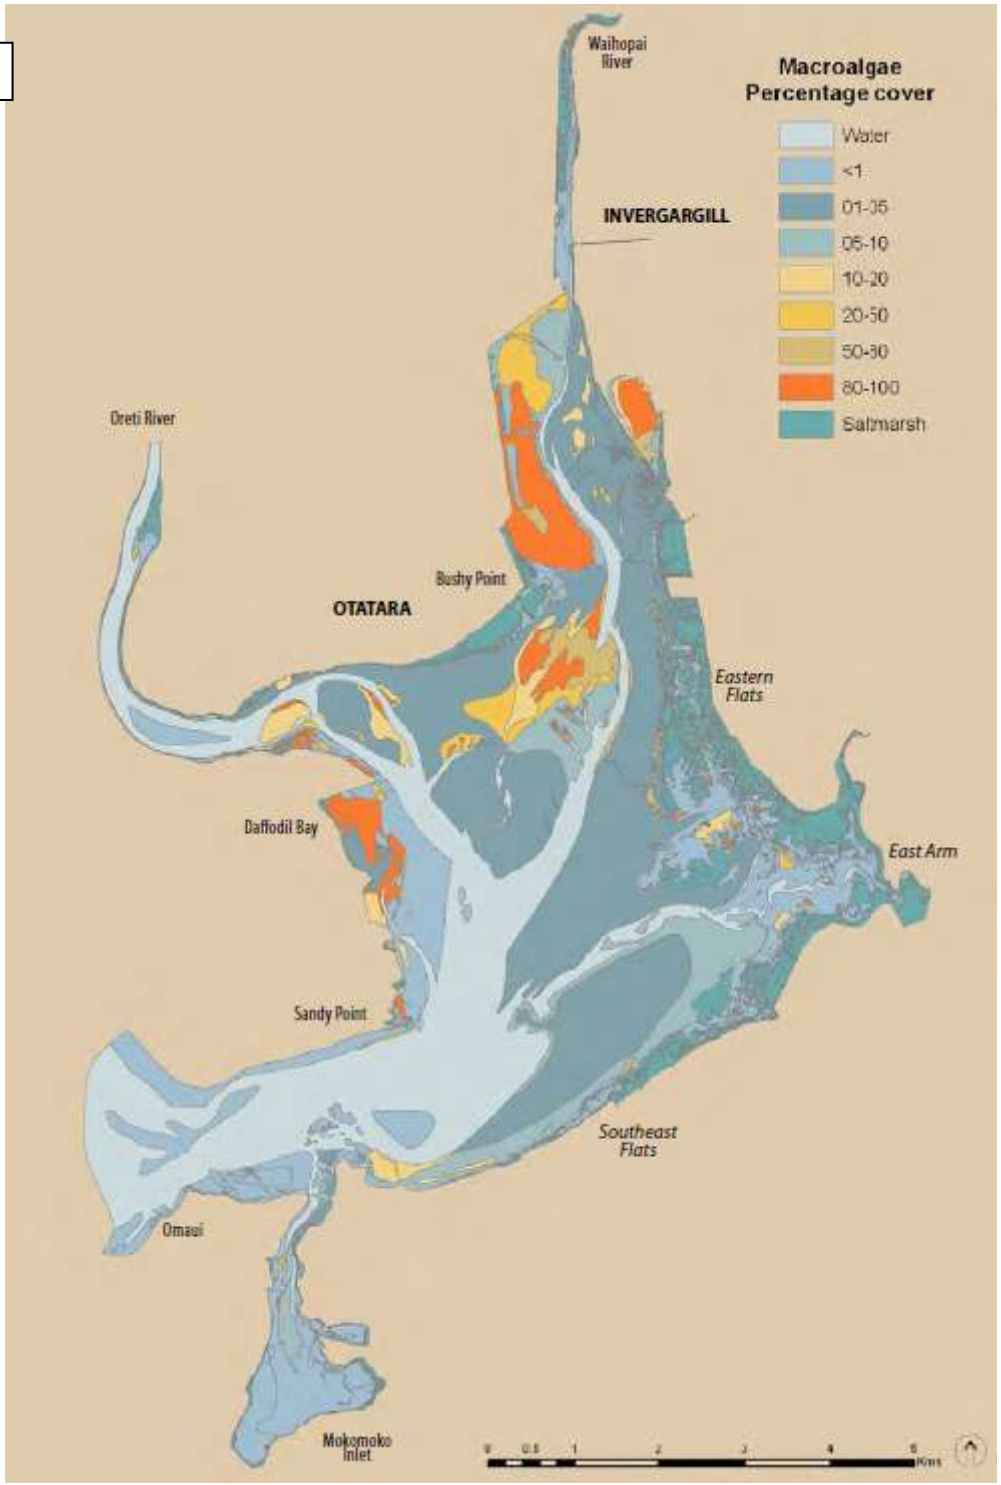 Waihopai
River
Macroalgae
Percentage cover
Water
<1
01-05
05-10
10-20
20-50
50-80
80-100
Saltmarsh
INVERGARGILL
Oreti River
Bushy Point
OTATARA
Eastern
Flats
Daffodil Bay
East Arm
Sandy Point
Southeast
Flats
Omaui
Mokomoko
Inlet
0 0.5 1 2 3 4 5
Kms